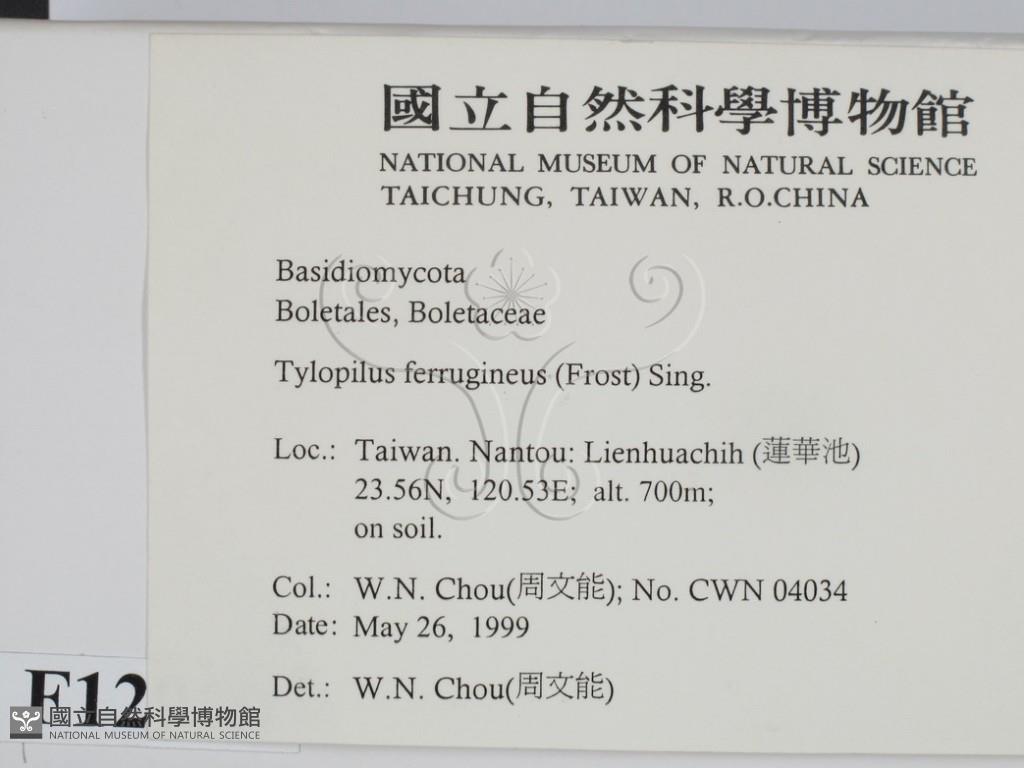 國立自然科學博物館
NATIONAL MUSEUM OF NATURAL SCIENCE
TAICHUNG, TAIWAN, R.O.CHINA
Basidiomycota
Boletales, Boletaceae
Tylopilus ferrugineus (Frost) Sing.
Loc.: Taiwan. Nantou: Lienhuachih (蓮華池)
23.56N, 120.53E; alt. 700m;
on soil.
Col.: W.N. Chou(周文能); No. CWN 04034
Date: May 26, 1999
Det.: W.N. Chou(周文能)
F12
國立自然科學博物館
NATIONAL MUSEUM OF NATURAL SCIENCE